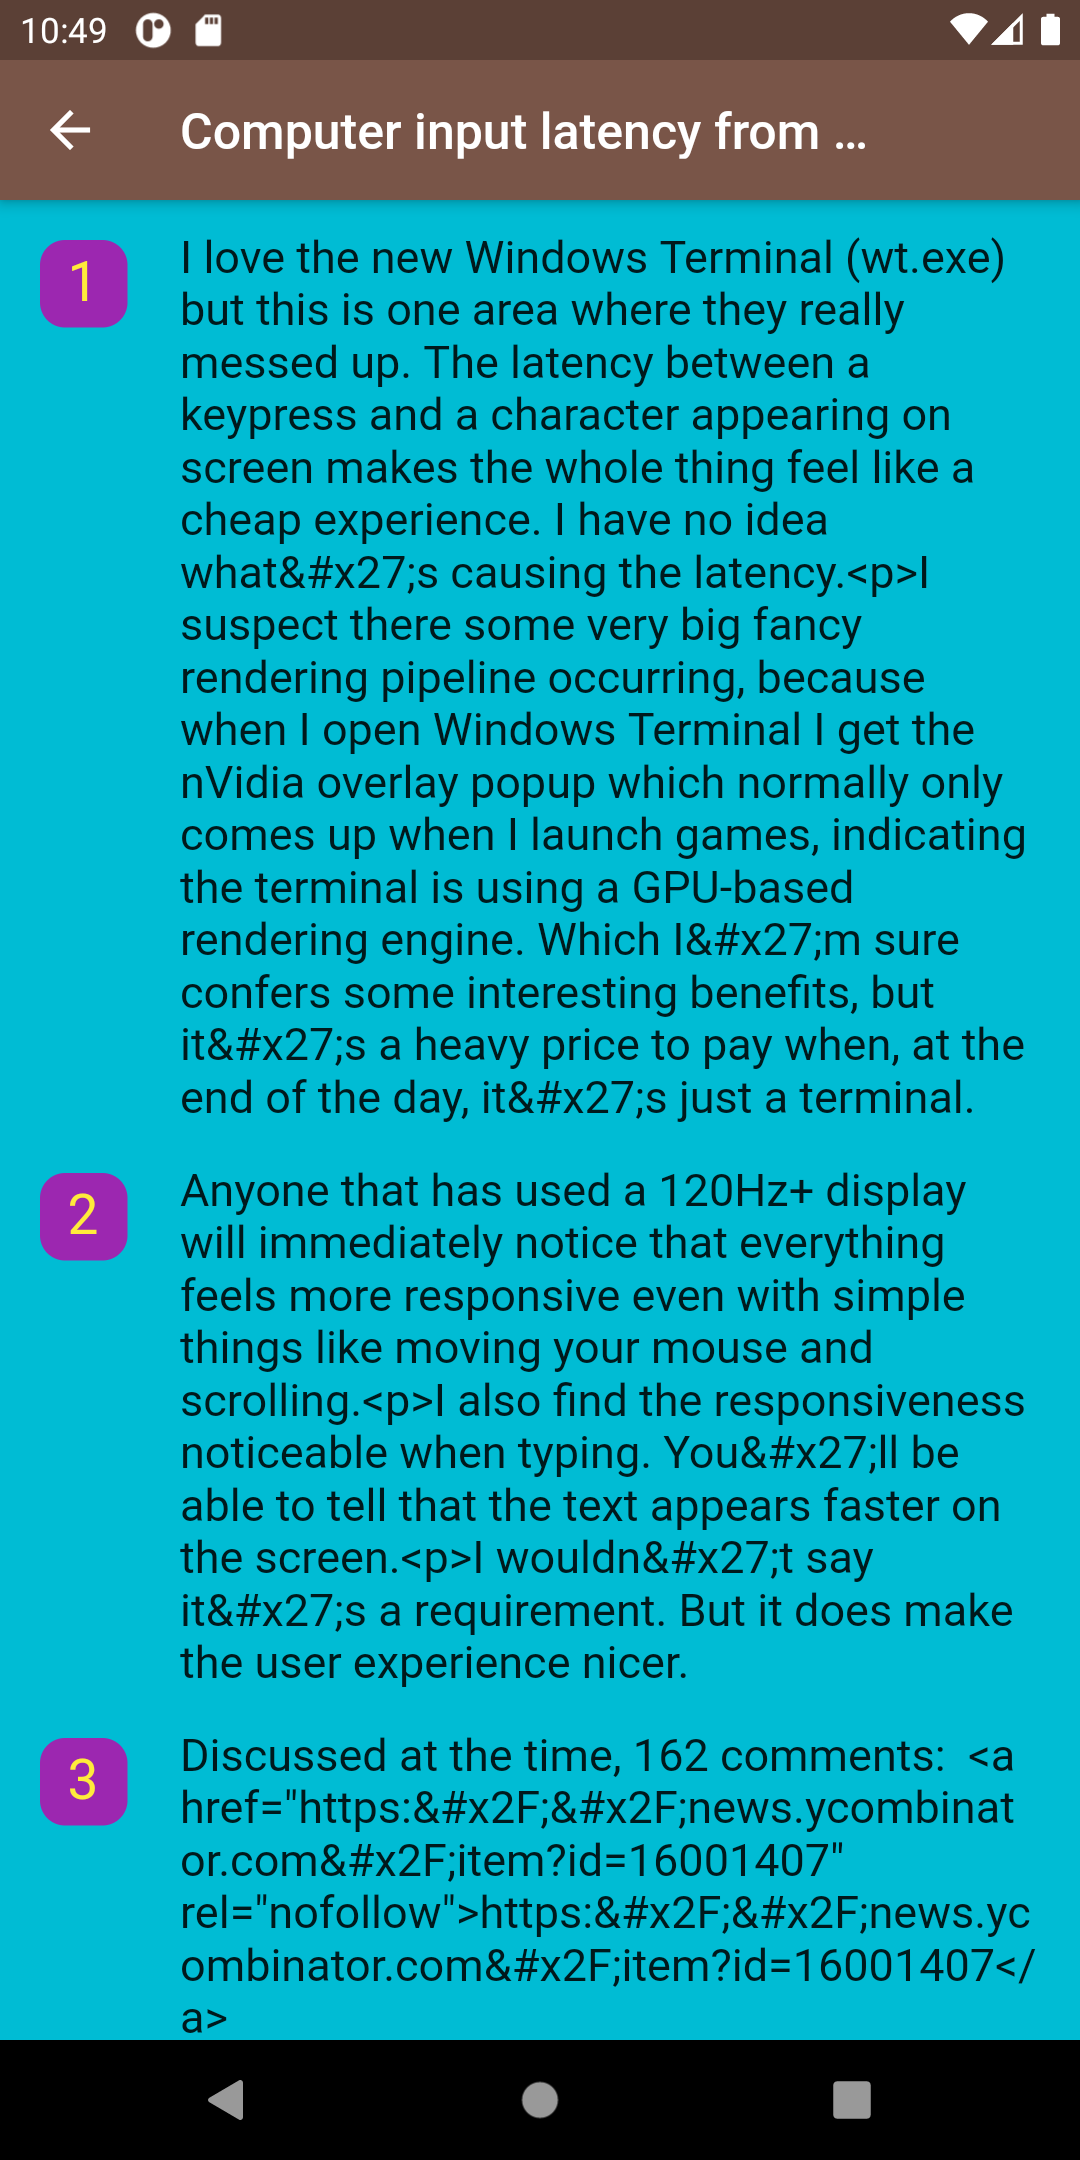 10:49
Computer input latency from ...
1
I love the new Windows Terminal (wt.exe)
but this is one area where they really
messed up. The latency between a
keypress and a character appearing on
screen makes the whole thing feel like a
cheap experience. I have no idea
what&#x27;s causing the latency.<p>I
suspect there some very big fancy
rendering pipeline occurring, because
when I open Windows Terminal I get the
nVidia overlay popup which normally only
comes up when I launch games, indicating
the terminal is using a GPU-based
rendering engine. Which I&#x27;m sure
confers some interesting benefits, but
it&#x27;s a heavy price to pay when, at the
end of the day, it&#x27;s just a terminal.
2
Anyone that has used a 120Hz+ display
will immediately notice that everything
feels more responsive even with simple
things like moving your mouse and
scrolling.<p>I also find the responsiveness
noticeable when typing. You&#x27;ll be
able to tell that the text appears faster on
the screen.<p>I wouldn&#x27;t say
it&#x27;s a requirement. But it does make
the user experience nicer.
3
Discussed at the time, 162 comments:  <a
href="https:&#x2F;&#x2F;news.ycombinat
or.com&#x2F;item?id=16001407"
rel="nofollow">https:&#x2F;&#x2F;news.yc
ombinator.com&#x2F;item?id=16001407</
a>